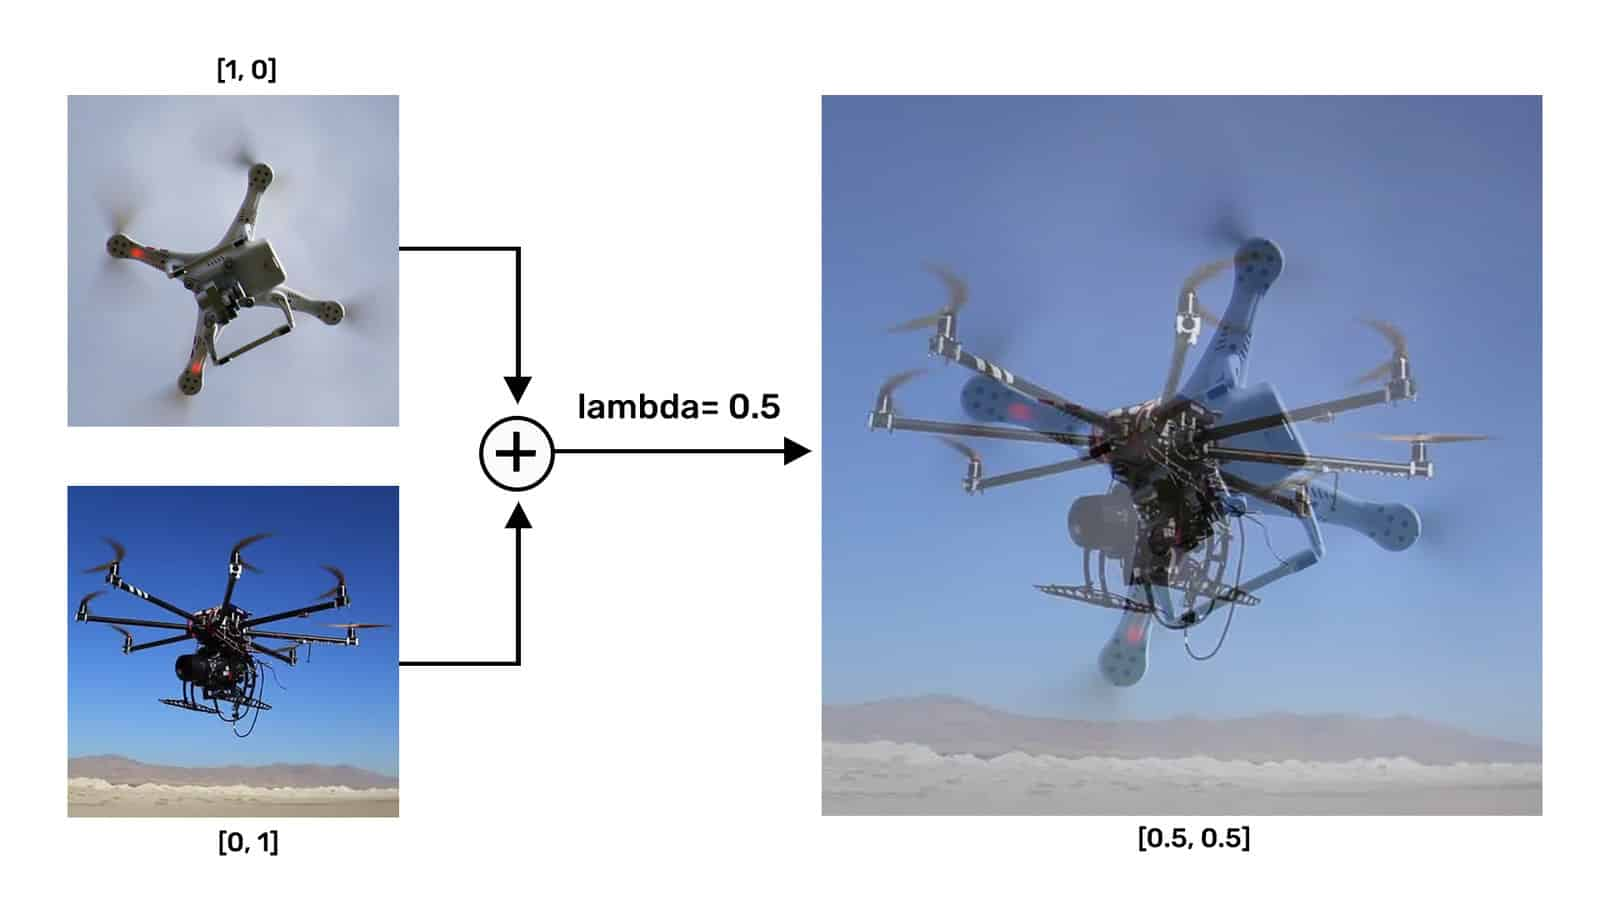 [1, 0]
lambda= 0.5
[0, 1]
[0.5, 0.5]